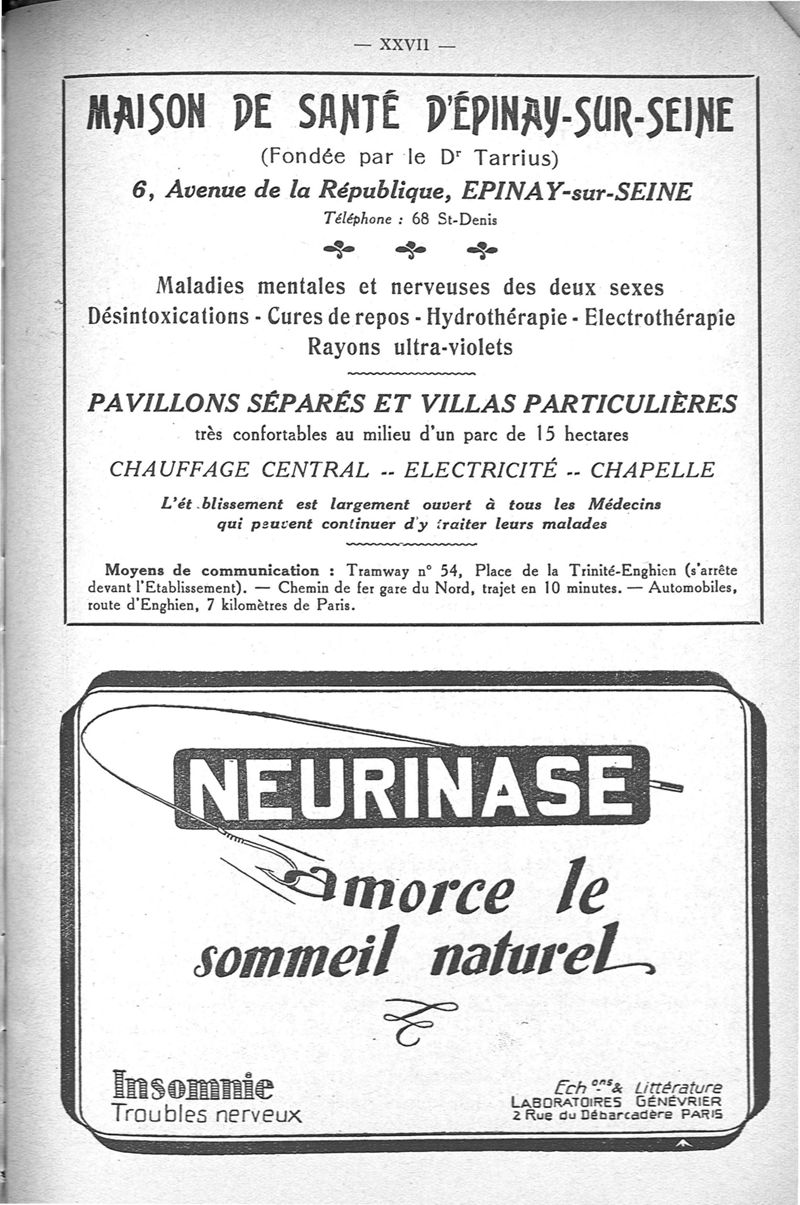 — XXVII —
MAISON DE SANTÉ D'ÉPINAY-SUR-SEINE
(Fondée par le Dr Tarrius)
6, Avenue de la République, EPINAY-sur-SEINE
Téléphone : 68 St-Denis
Maladies mentales et nerveuses des deux sexes
Désintoxications - Cures de repos - Hydrothérapie - Electrothérapie
Rayons ultra-violets
PAVILLONS SÉPARÉS ET VILLAS PARTICULIÈRES
très confortables au milieu d'un parc de 15 hectares
CHAUFFAGE CENTRAL -- ELECTRICITÉ -- CHAPELLE
L'ét.blissement est largement ouvert à tous les Médecins
qui peuvent continuer d'y traiter leurs malades
Moyens de communication : Tramway n° 54, Place de la Trinité-Enghien (s'arrête
devant l'Etablissement). — Chemin de fer gare du Nord, trajet en 10 minutes. — Automobiles,
route d'Enghien, 7 kilomètres de Paris.
NEURINASE
amorce le
sommeil naturel
Insomnie
Troubles nerveux
Echons & Littérature
LABORATOIRES GÉNÉVRIER
2 Rue du Débarcadère PARIS